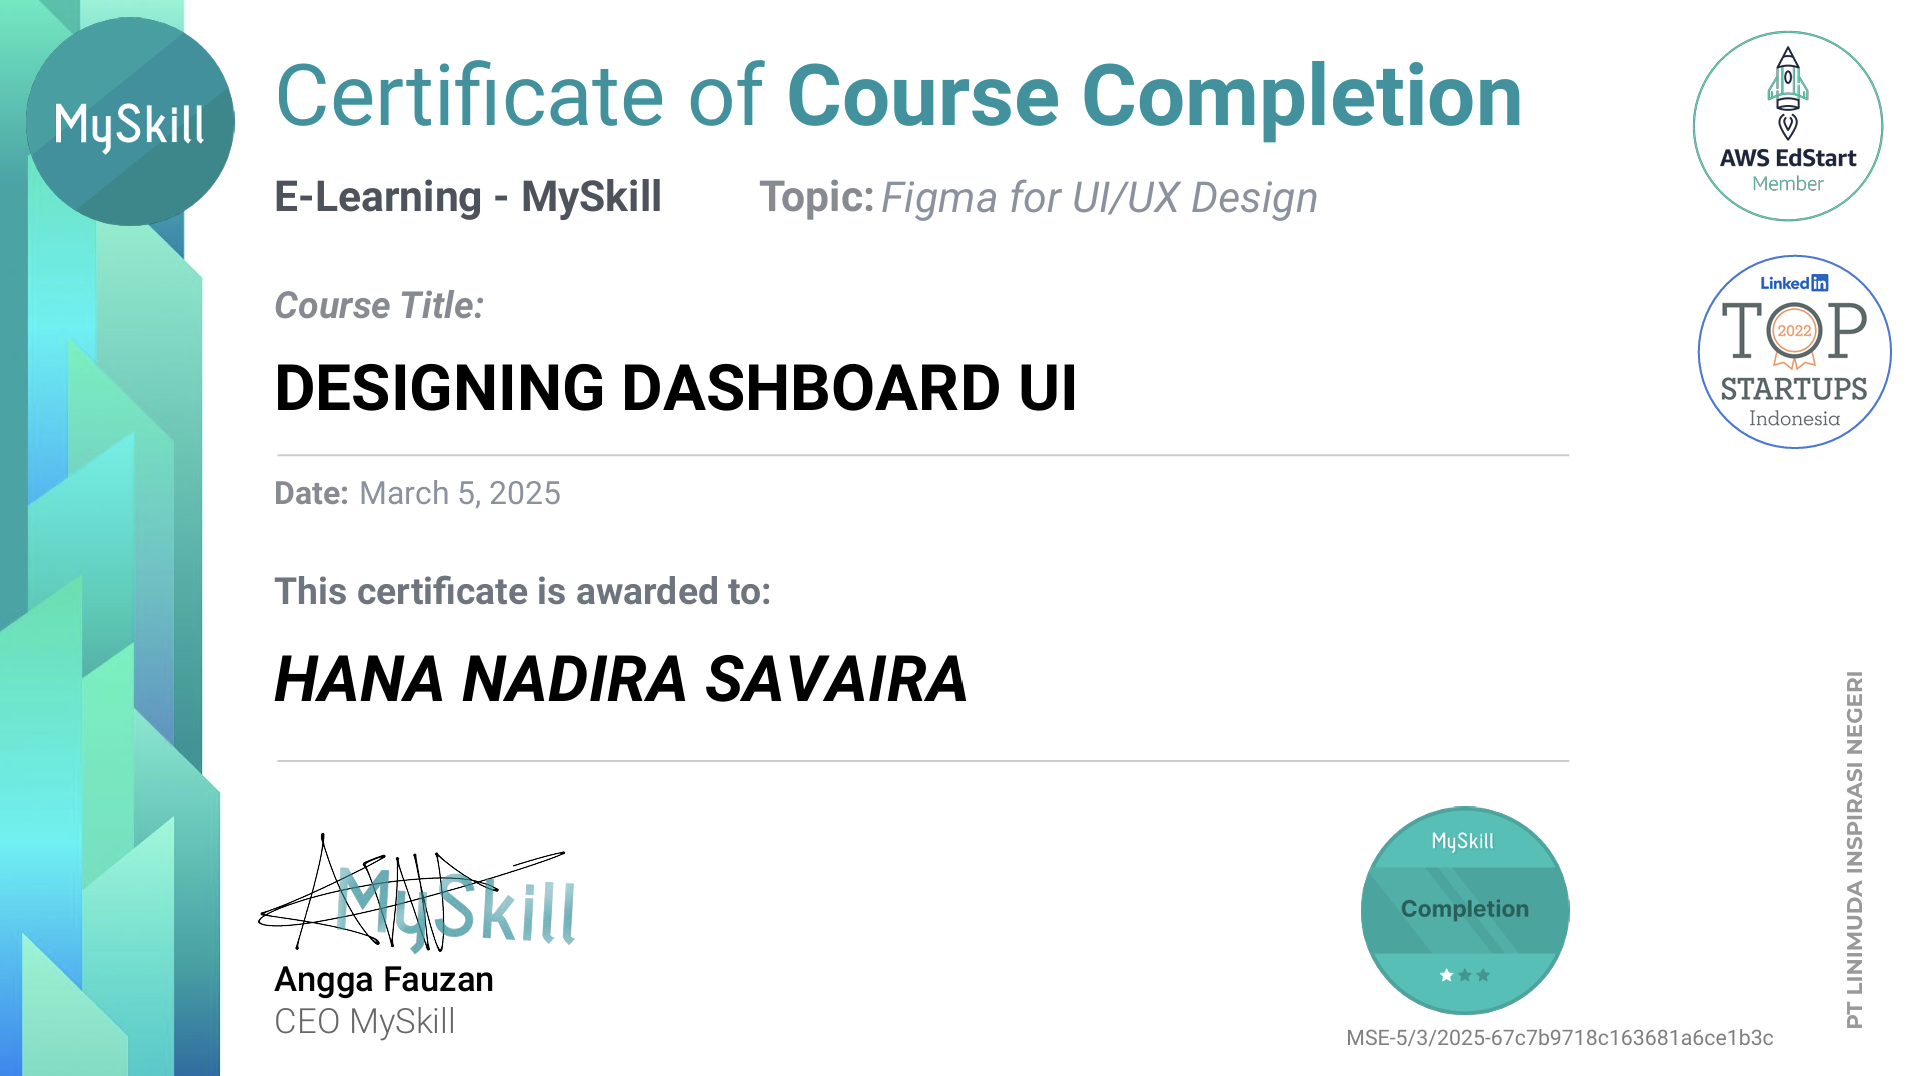 MySkill
Certificate of Course Completion
E-Learning - MySkill
Topic: Figma for UI/UX Design
AWS EdStart
Member
Course Title:
DESIGNING DASHBOARD UI
LinkedIn
TOP
2022
STARTUPS
Indonesia
Date: March 5, 2025
This certificate is awarded to:
HANA NADIRA SAVAIRA
MySkill
Angga Fauzan
CEO MySkill
MySkill
Completion
MSE-5/3/2025-67c7b9718c163681a6ce1b3c
PT LINIMUDA INSPIRASI NEGERI